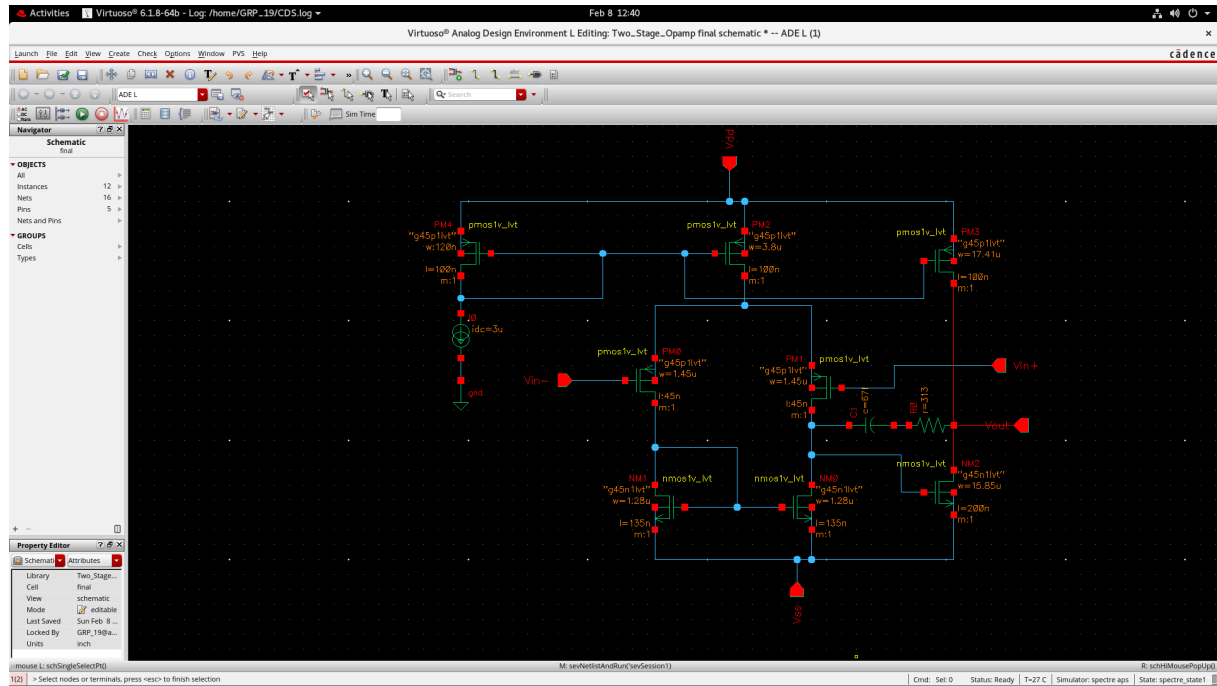 Activities
Virtuoso® 6.1.8-64b - Log: /home/GRP_19/CDS.log
Feb 8 12:40
Virtuoso® Analog Design Environment L Editing: Two_Stage_Opamp final schematic * -- ADE L (1)
Launch File Edit View Create Check Options Window PVS Help
cādence
ADE L
Search
Sim Time
Navigator
Schematic
final
OBJECTS
All
Instances 12
Nets 16
Pins 5
Nets and Pins
GROUPS
Cells
Types
Property Editor
Schemati
Attributes
Library Two_Stage...
Cell final
View schematic
Mode editable
Last Saved Sun Feb 8 ...
Locked By GRP_19@a...
Units inch
Vdd
PM4
pmos1v_lvt
"g45p1lvt"
w:120n
l=100n
m:1
pmos1v_lvt
PM2
"g45p1lvt"
w=3.8u
l=100n
m:1
pmos1v_lvt
PM3
"g45p1lvt"
w=17.41u
l=100n
m:1
I0
idc=3u
gnd
pmos1v_lvt
PM0
"g45p1lvt"
w=1.45u
l:45n
m:1
Vin-
PM1
pmos1v_lvt
"g45p1lvt"
w=1.45u
l:45n
m:1
Vin+
C1
c=67f
R0
r=313
Vout
NM1
nmos1v_lvt
"g45n1lvt"
w=1.28u
l=135n
m:1
nmos1v_lvt
NM0
"g45n1lvt"
w=1.28u
l=135n
m:1
nmos1v_lvt
NM2
"g45n1lvt"
w=15.85u
l=200n
m:1
Vss
mouse L: schSingleSelectPt()
M: sevNetlistAndRun('sevSession1)
R: schHiMousePopUp()
1(2)
> Select nodes or terminals, press <esc> to finish selection
Cmd: Sel: 0
Status: Ready
T=27 C
Simulator: spectre aps
State: spectre_state1